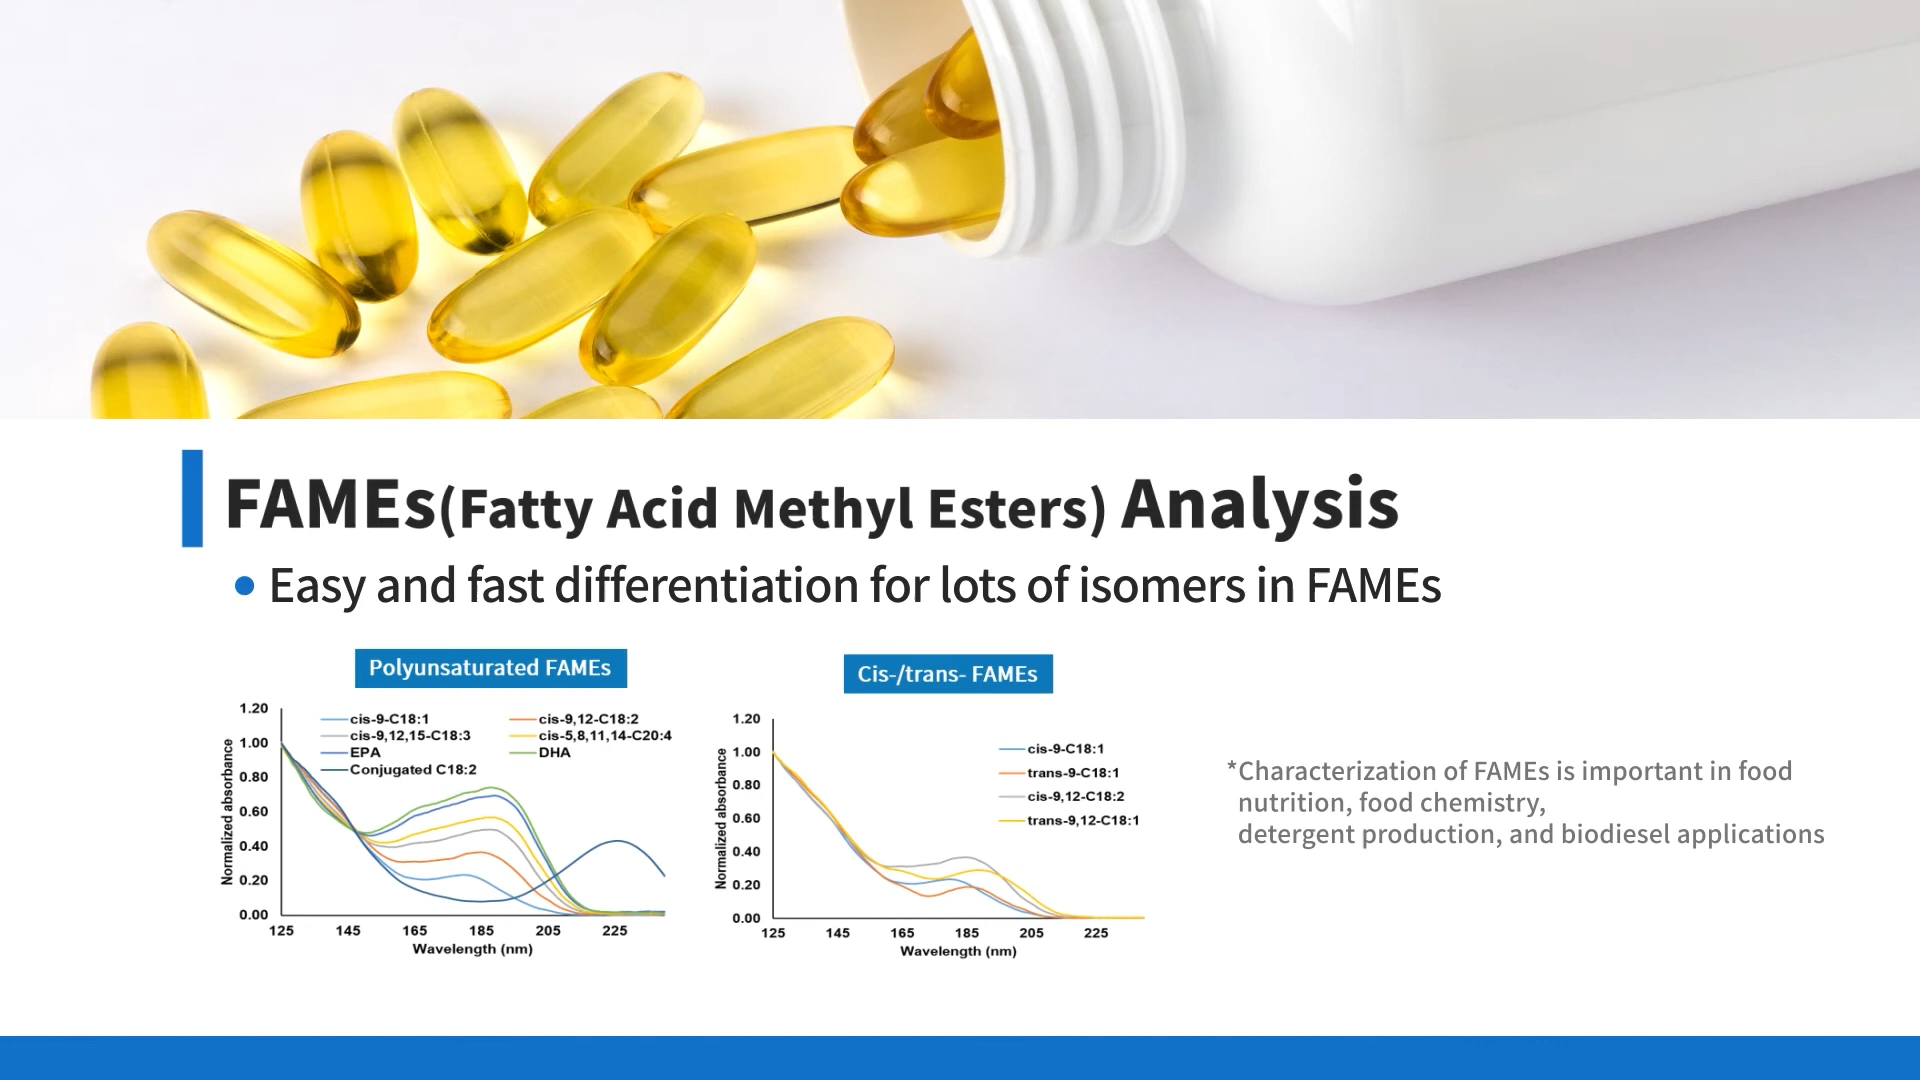 FAMEs(Fatty Acid Methyl Esters) Analysis
• Easy and fast differentiation for lots of isomers in FAMEs
Polyunsaturated FAMEs
1.20
1.00
0.80
0.60
0.40
0.20
0.00
Normalized absorbance
cis-9-C18:1
cis-9,12-C18:2
cis-9,12,15-C18:3
cis-5,8,11,14-C20:4
EPA
DHA
Conjugated C18:2
125 145 165 185 205 225
Wavelength (nm)
Cis-/trans- FAMEs
1.20
1.00
0.80
0.60
0.40
0.20
0.00
Normalized absorbance
cis-9-C18:1
trans-9-C18:1
cis-9,12-C18:2
trans-9,12-C18:1
125 145 165 185 205 225
Wavelength (nm)
*Characterization of FAMEs is important in food
nutrition, food chemistry,
detergent production, and biodiesel applications